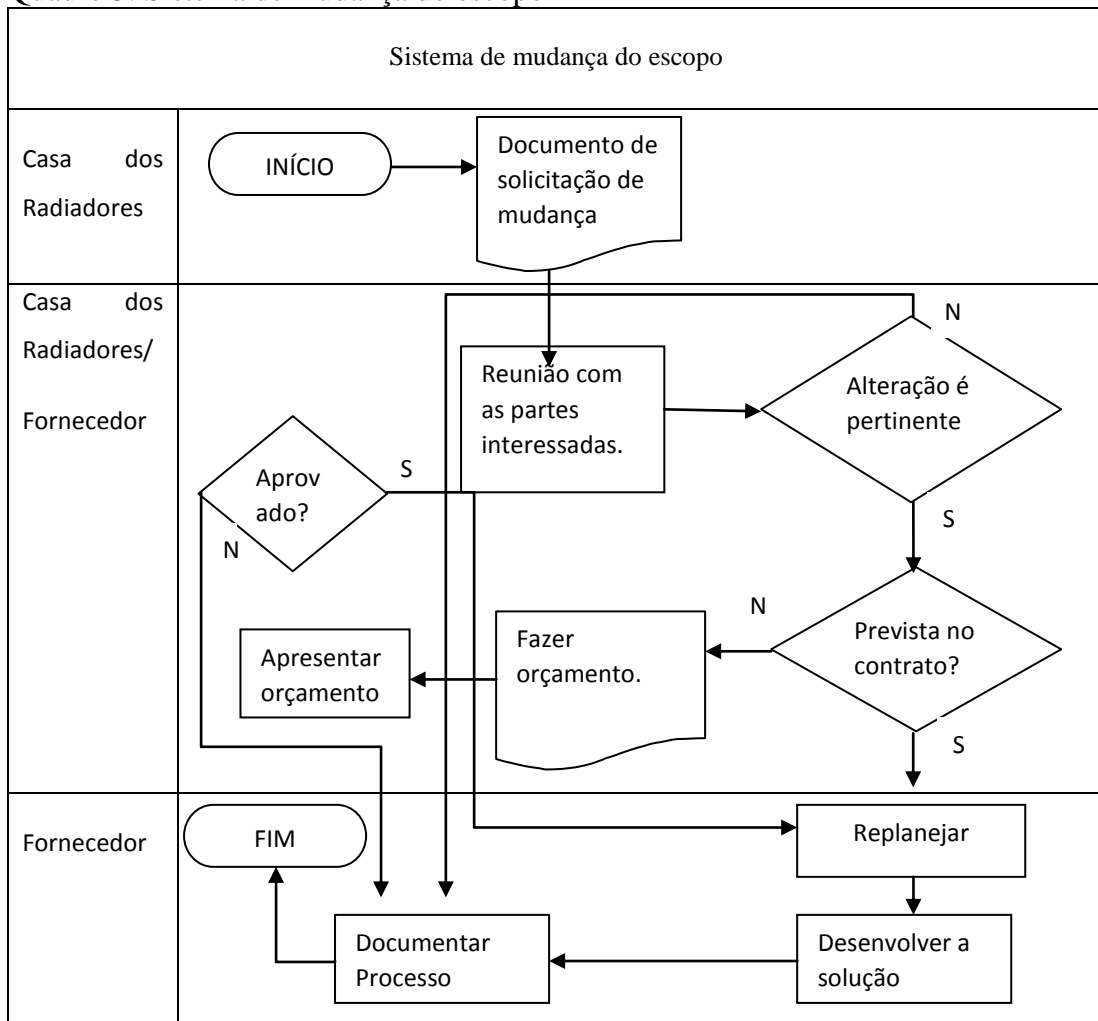 Sistema de mudança do escopo
Casa dos
Radiadores
INÍCIO
Documento de
solicitação de
mudança
Casa dos
Radiadores/
Fornecedor
N
Reunião com
as partes
interessadas.
Alteração é
pertinente
Aprov
ado?
S
N
S
N
Fazer
orçamento.
Prevista no
contrato?
Apresentar
orçamento
S
Fornecedor
FIM
Replanejar
Documentar
Processo
Desenvolver a
solução